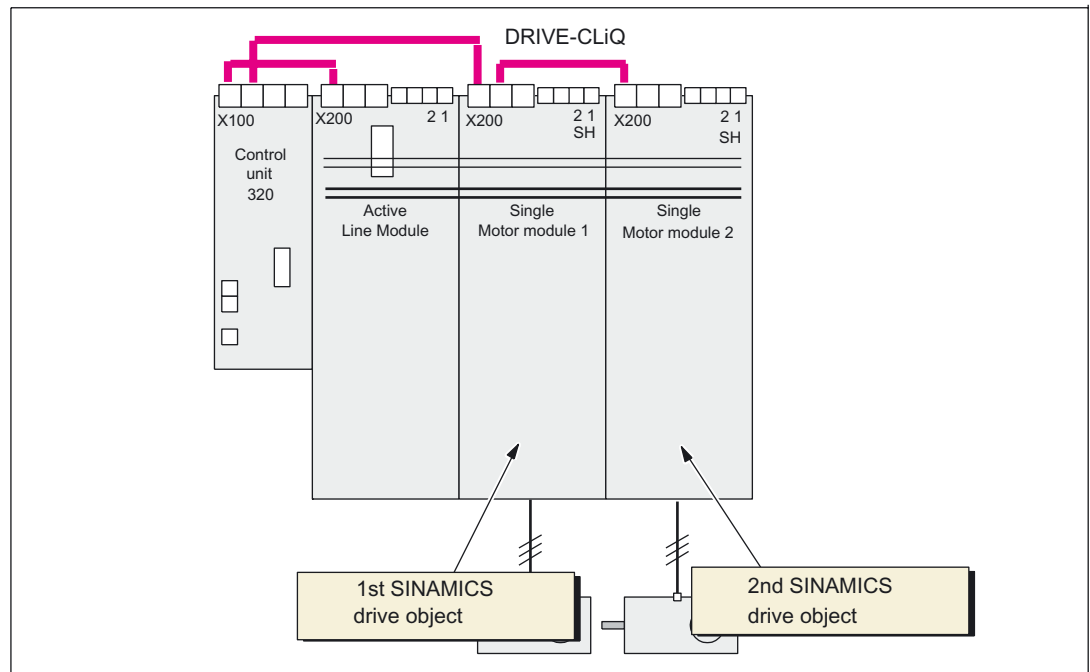 DRIVE-CLiQ
X100
X200
2 1
X200
2 1
SH
X200
2 1
SH
Control
unit
320
Active
Line Module
Single
Motor module 1
Single
Motor module 2
1st SINAMICS
drive object
2nd SINAMICS
drive object